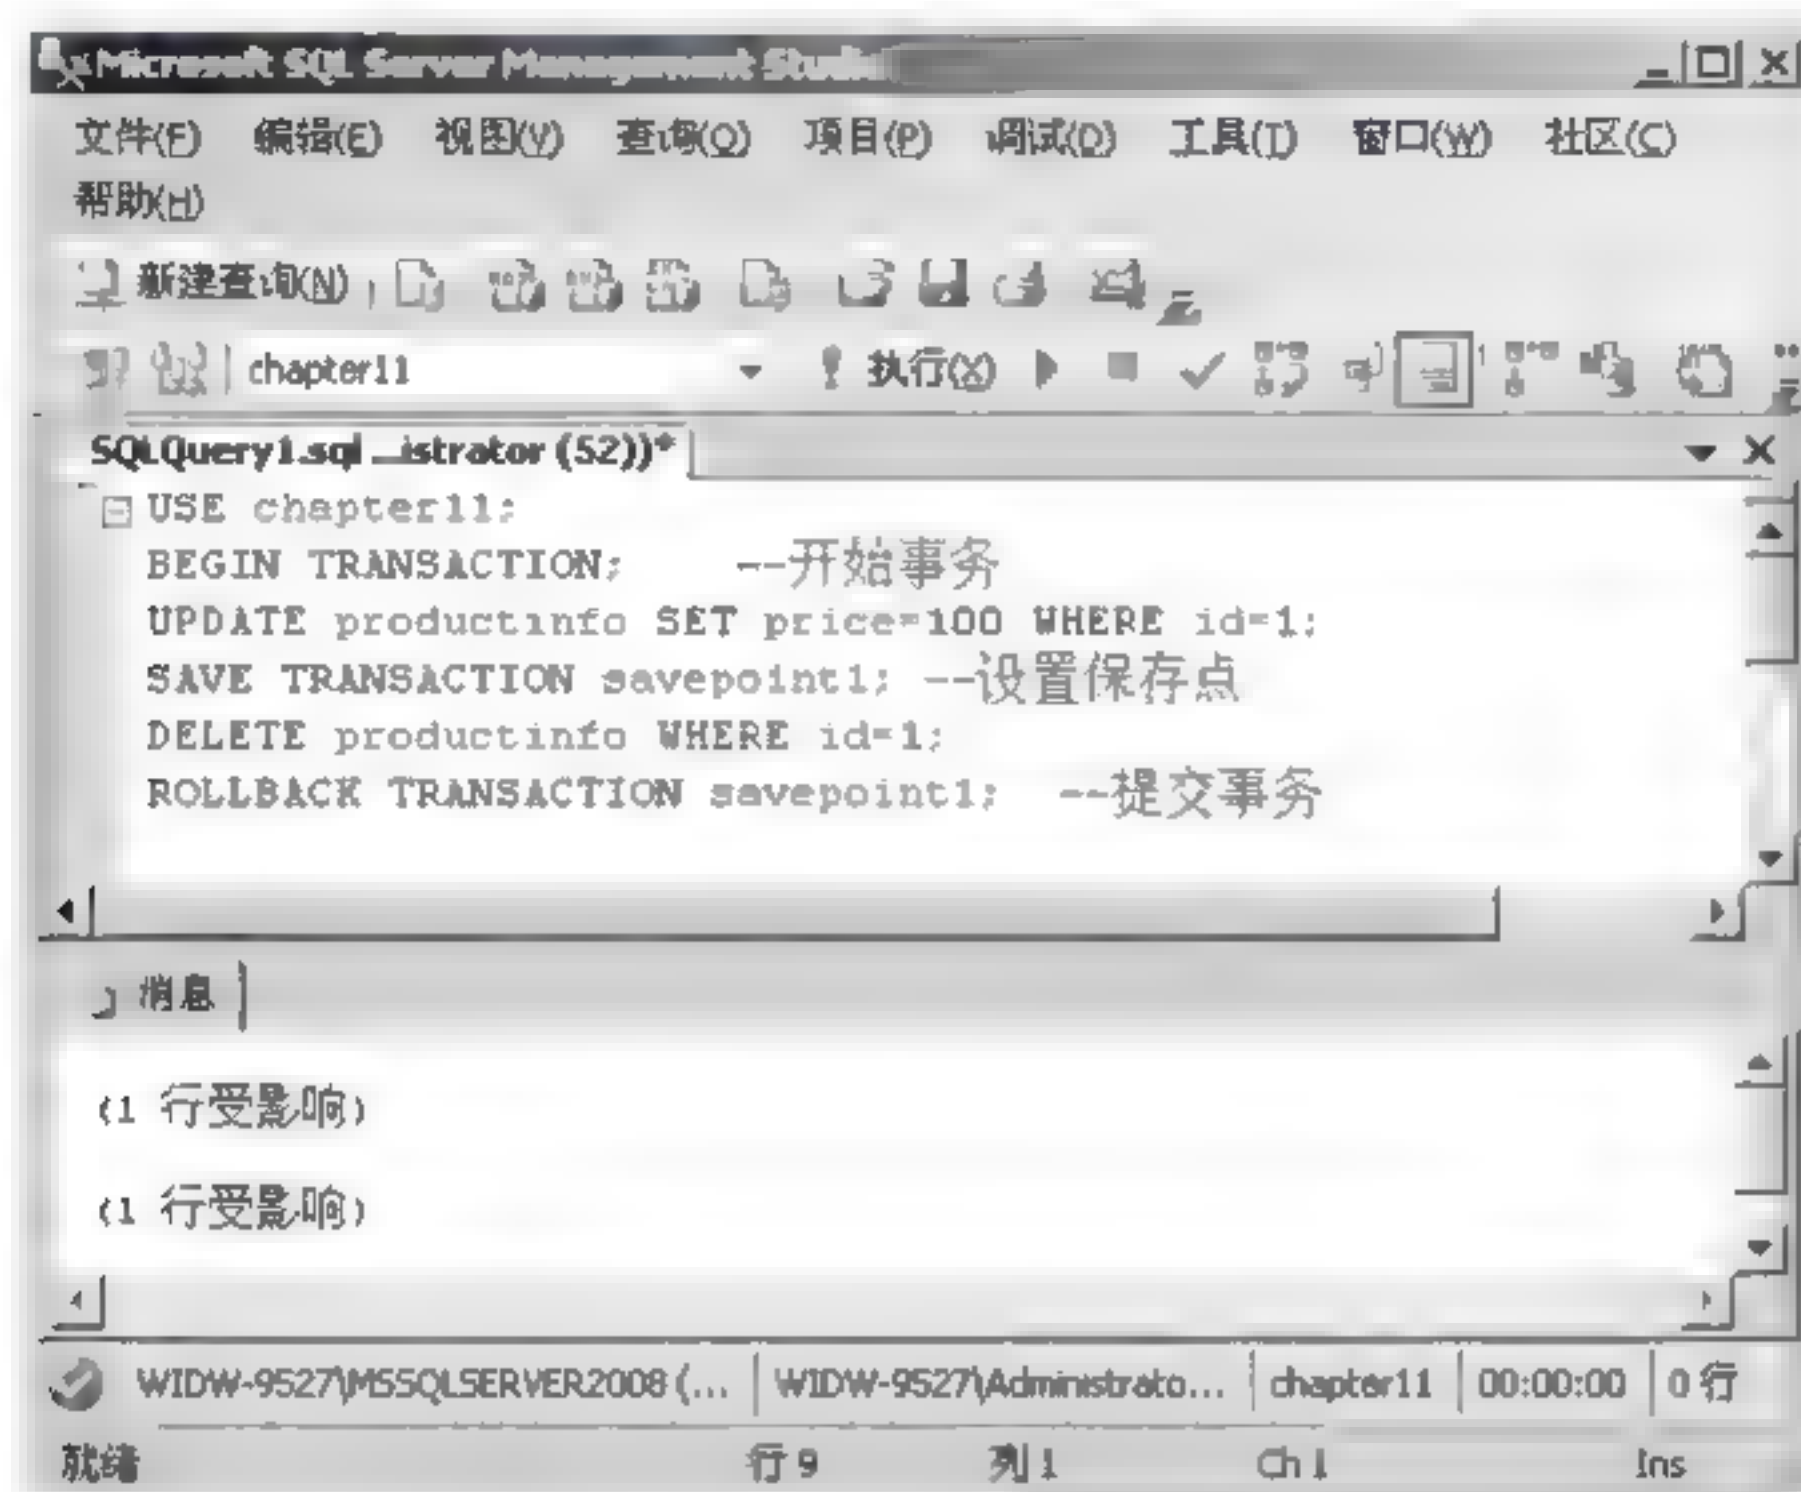 Microsoft SQL Server Management Studio
文件(F) 编辑(E) 视图(V) 查询(Q) 项目(P) 调试(D) 工具(T) 窗口(W) 社区(C)
帮助(H)
新建查询(N)
chapter11 执行(X)
SQLQuery1.sql ...istrator (52))*
USE chapter11;
BEGIN TRANSACTION; --开始事务
UPDATE productinfo SET price=100 WHERE id=1;
SAVE TRANSACTION savepoint1; --设置保存点
DELETE productinfo WHERE id=1;
ROLLBACK TRANSACTION savepoint1; --提交事务
消息
(1 行受影响)
(1 行受影响)
WIDW-9527\MSSQLSERVER2008 (... WIDW-9527\Administrato... chapter11 00:00:00 0 行
就绪 行 9 列 1 Ch 1 Ins